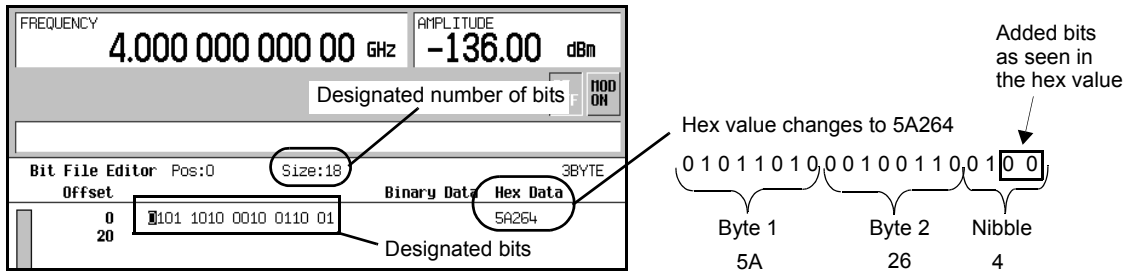 FREQUENCY
4.000 000 000 00 GHz
AMPLITUDE
-136.00 dBm
MOD
ON
Designated number of bits
Bit File Editor Pos:0 Size:18 3BYTE
Offset Binary Data Hex Data
0 0101 1010 0010 0110 01 5A264
20
Designated bits
Added bits
as seen in
the hex value
Hex value changes to 5A264
0 1 0 1 1 0 1 0 0 0 1 0 0 1 1 0 0 1 0 0
Byte 1 Byte 2 Nibble
5A 26 4